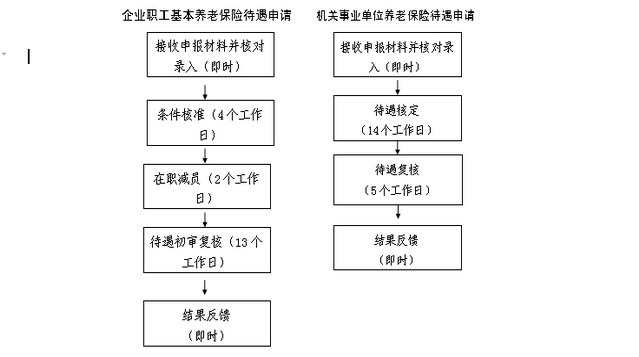 企业职工基本养老保险待遇申请
接收申报材料并核对
录入（即时）
条件核准（4个工作
日）
在职减员（2个工作
日）
待遇初审复核（13个
工作日）
结果反馈
（即时）
机关事业单位养老保险待遇申请
接收申报材料并核对录
入（即时）
待遇核定
（14个工作日）
待遇复核
（5个工作日）
结果反馈
（即时）